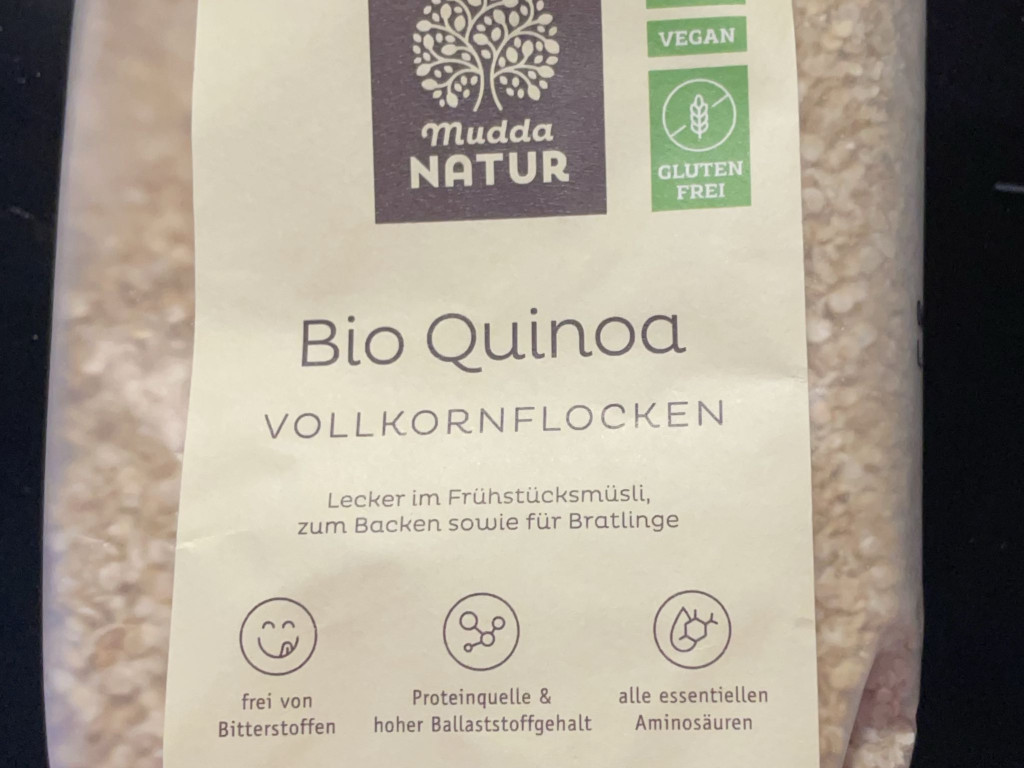 Mudda
NATUR
VEGAN
GLUTEN
FREI
Bio Quinoa
VOLLKORNFLOCKEN
Lecker im Frühstücksmüsli,
zum Backen sowie für Bratlinge
frei von
Bitterstoffen
Proteinquelle &
hoher Ballaststoffgehalt
alle essentiellen
Aminosäuren